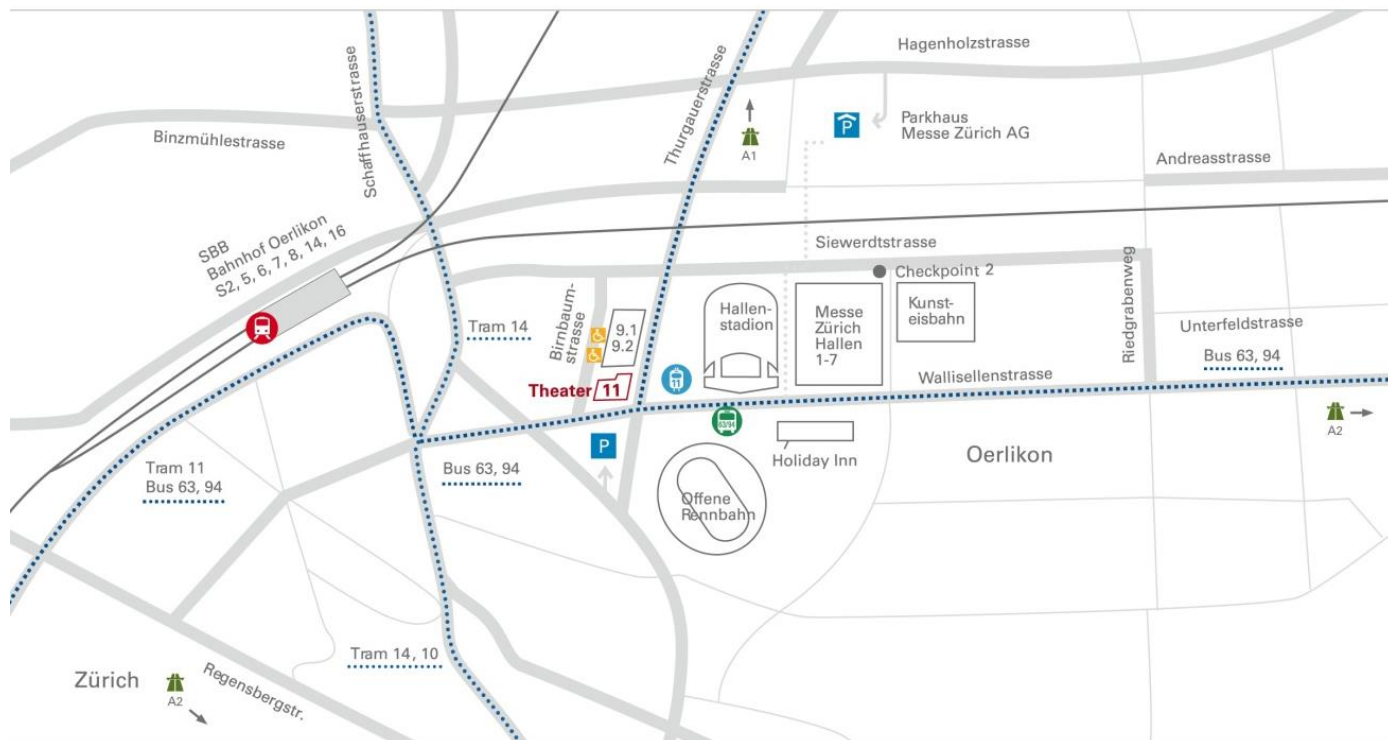 Hagenholzstrasse
Schaffhauserstrasse
Thurgauerstrasse
Binzmühlestrasse
P
Parkhaus
Messe Zürich AG
A1
Andreasstrasse
SBB
Bahnhof Oerlikon
S2, 5, 6, 7, 8, 14, 16
Siewerdtstrasse
Checkpoint 2
Riedgrabenweg
Birnbaum-
strasse
Tram 14
9.1
9.2
Hallen-
stadion
Messe
Zürich
Hallen
1-7
Kunst-
eisbahn
Unterfeldstrasse
Bus 63, 94
Theater 11
11
Wallisellenstrasse
63/94
A2
P
Holiday Inn
Oerlikon
Tram 11
Bus 63, 94
Bus 63, 94
Offene
Rennbahn
Tram 14, 10
Zürich
A2
Regensbergstr.